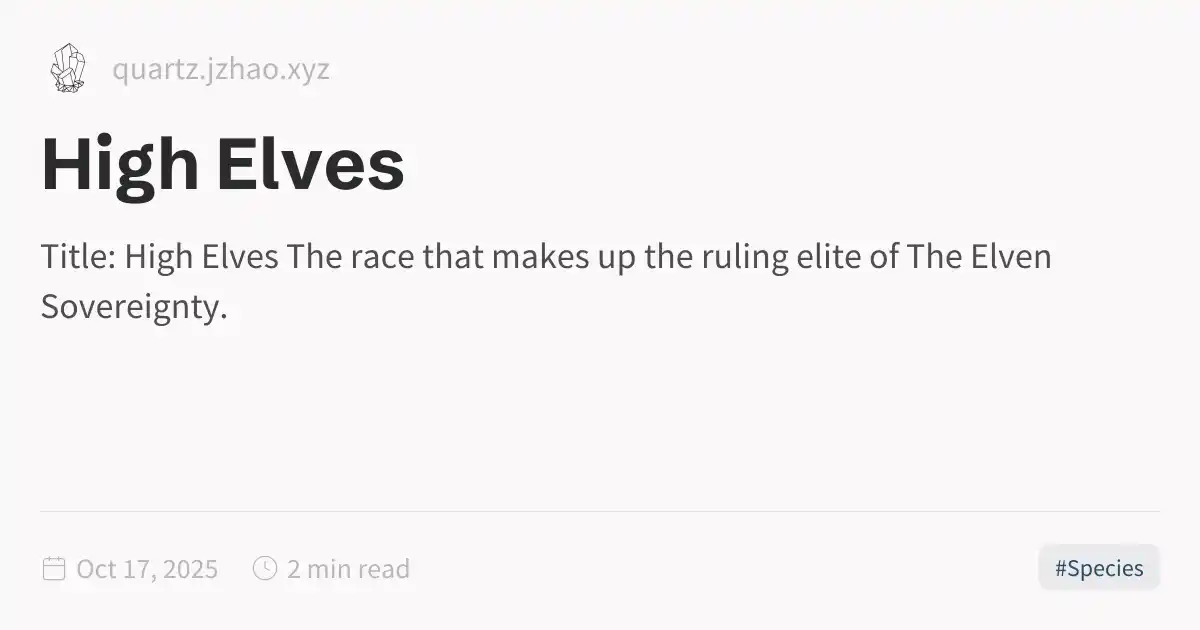 quartz.jzhao.xyz
High Elves
Title: High Elves The race that makes up the ruling elite of The Elven
Sovereignty.
Oct 17, 2025 2 min read #Species